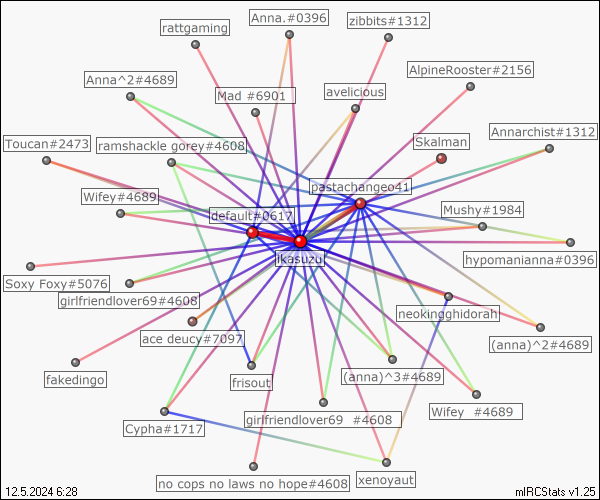 Anna.#0396
zibbits#1312
rattgaming
AlpineRooster#2156
Anna^2#4689
Mad #6901
avelicious
Annarchist#1312
Toucan#2473
ramshackle gorey#4608
Skalman
pastachangeo41
Wifey#4689
default#0617
Mushy#1984
ikasuzu
hypomanianna#0396
Soxy Foxy#5076
girlfriendlover69#4608
neokingghidorah
ace deucy#7097
(anna)^2#4689
fakedingo
frisout
(anna)^3#4689
girlfriendlover69 #4608
Wifey #4689
Cypha#1717
no cops no laws no hope#4608
xenoyaut
12.5.2024 6:28
mIRCStats v1.25